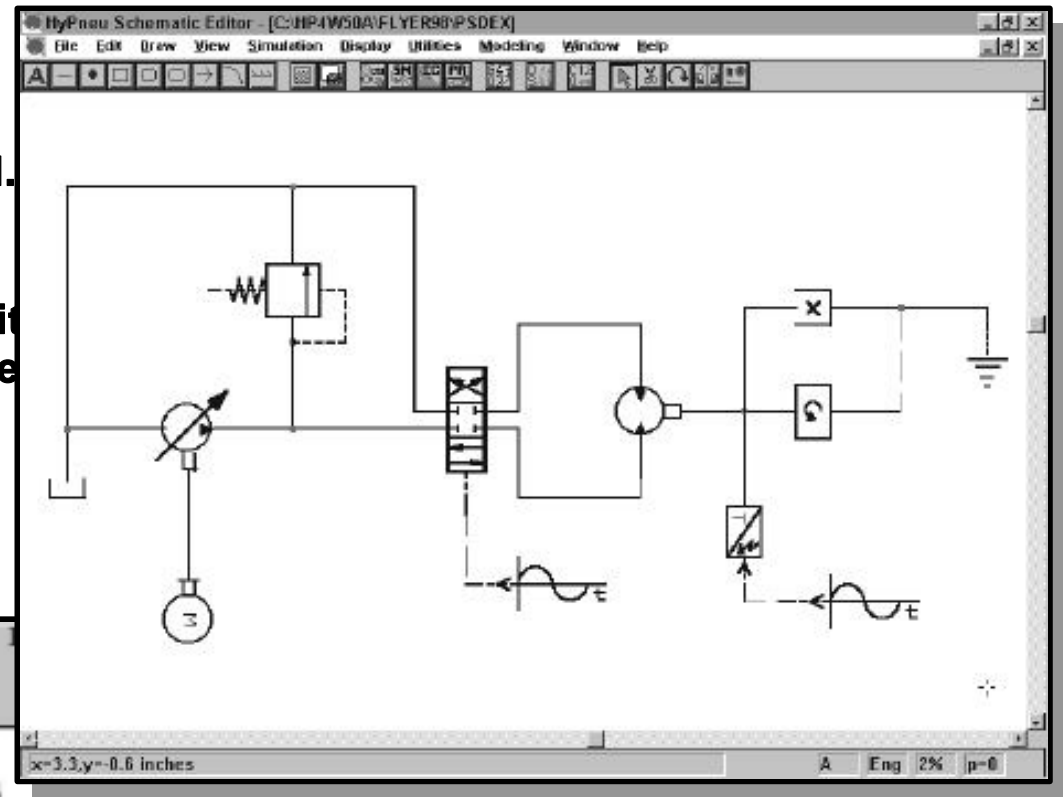 HyPneu Schematic Editor - [C:\HP4W50A\FLYER98\PSDEX]
File Edit Draw View Simulation Display Utilities Modeling Window Help
A
M
T
t
t
x=3.3,y=-0.6 inches A Eng 2% p=0